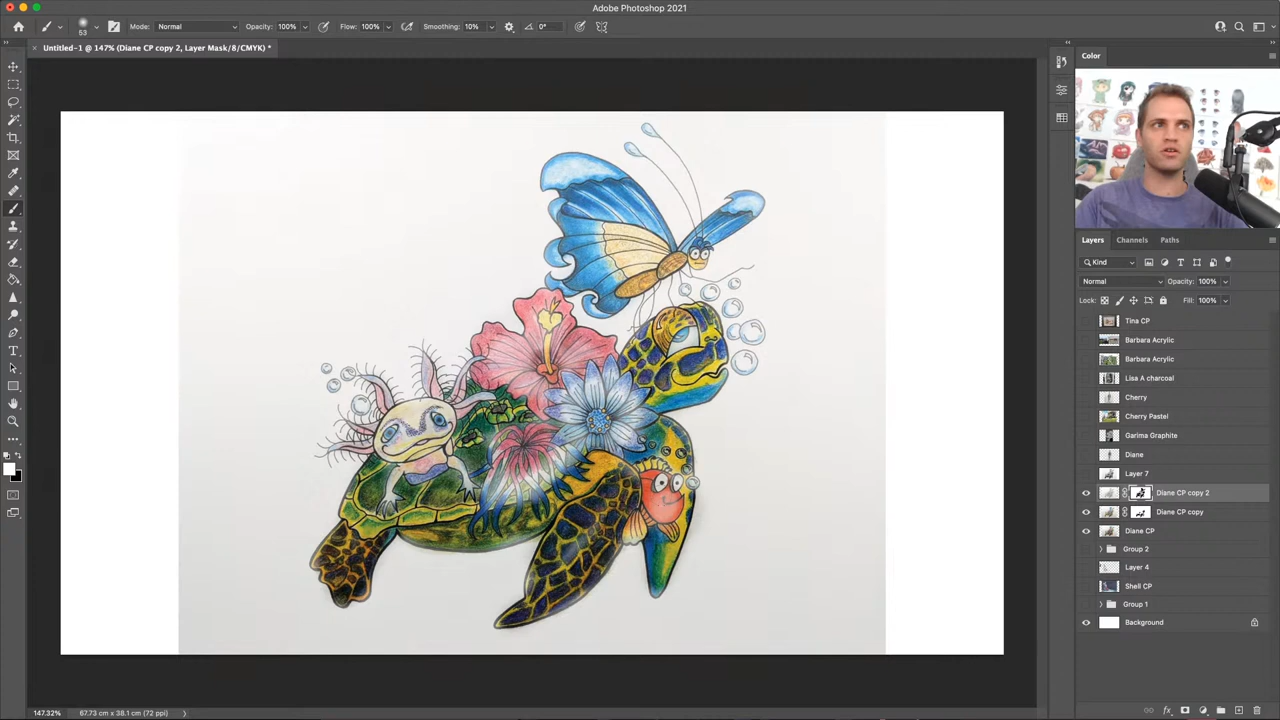 Adobe Photoshop 2021
53
Mode: Normal
Opacity: 100%
Flow: 100%
Smoothing: 10%
0°
Untitled-1 @ 147% (Diane CP copy 2, Layer Mask/8/CMYK) *
Color
Layers Channels Paths
Kind
Normal
Opacity: 100%
Lock:
Fill: 100%
Tina CP
Barbara Acrylic
Barbara Acrylic
Lisa A charcoal
Cherry
Cherry Pastel
Garima Graphite
Diane
Layer 7
Diane CP copy 2
Diane CP copy
Diane CP
Group 2
Layer 4
Shell CP
Group 1
Background
147.32%
67.73 cm x 38.1 cm (72 ppi)